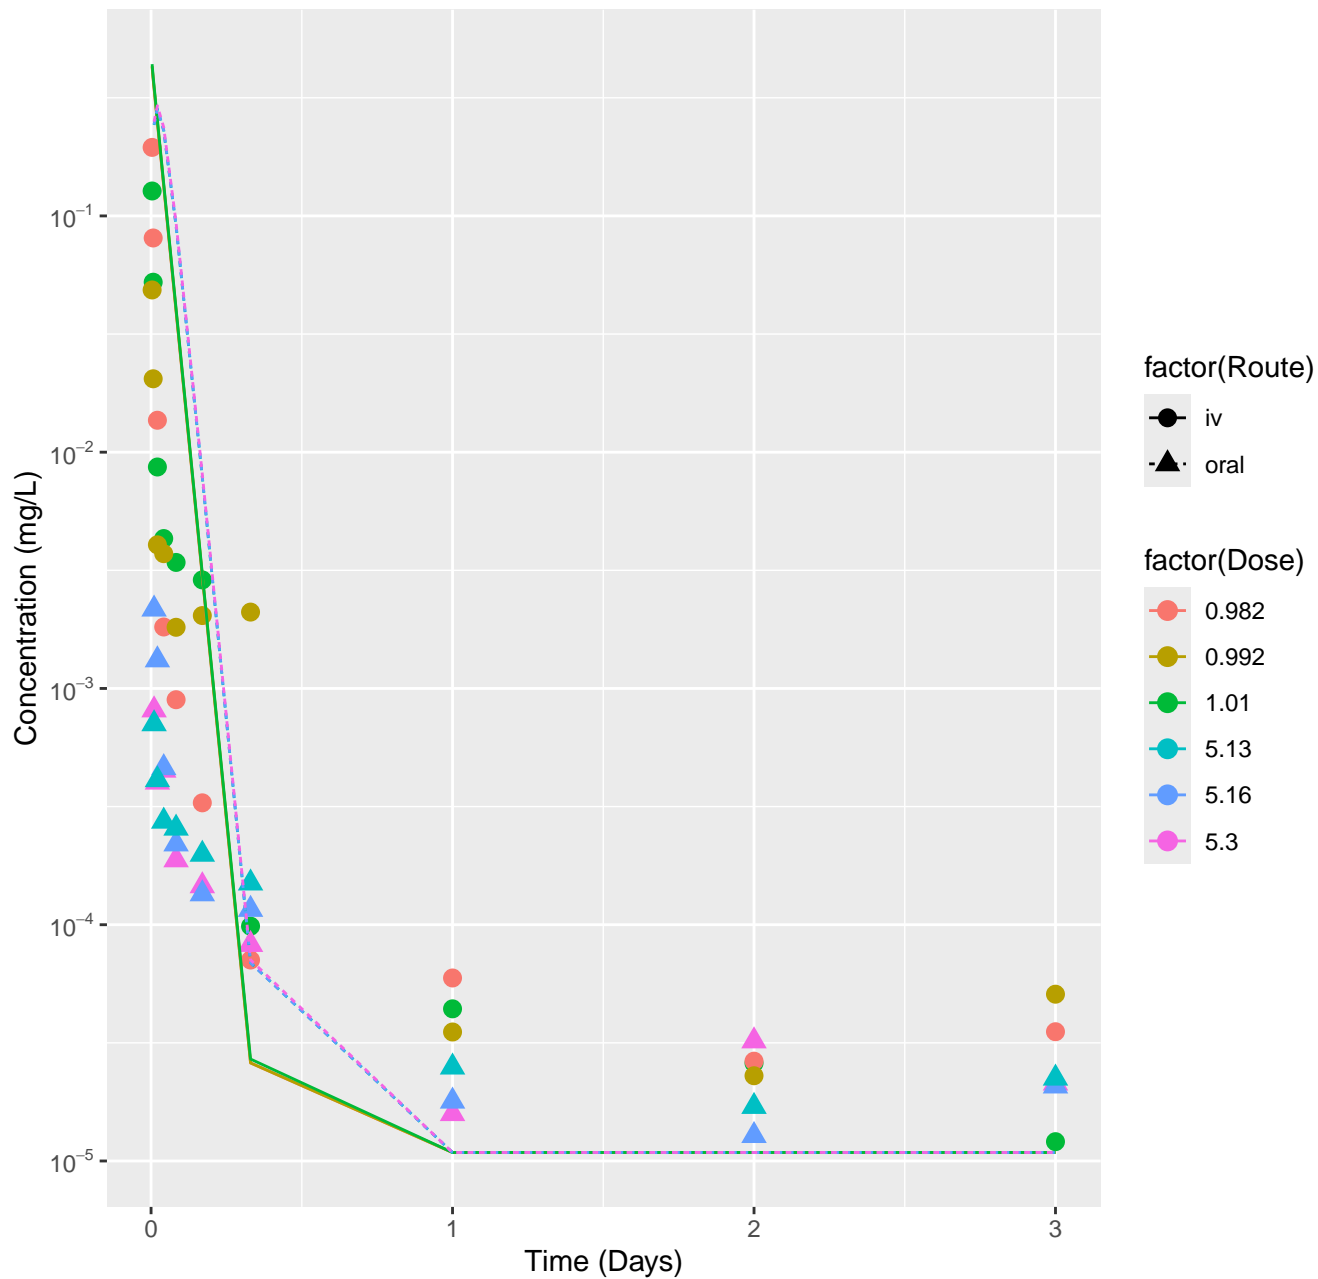 Concentration (mg/L)
10⁻¹
10⁻²
10⁻³
10⁻⁴
10⁻⁵
0 1 2 3
Time (Days)
factor(Route)
iv
oral
factor(Dose)
0.982
0.992
1.01
5.13
5.16
5.3